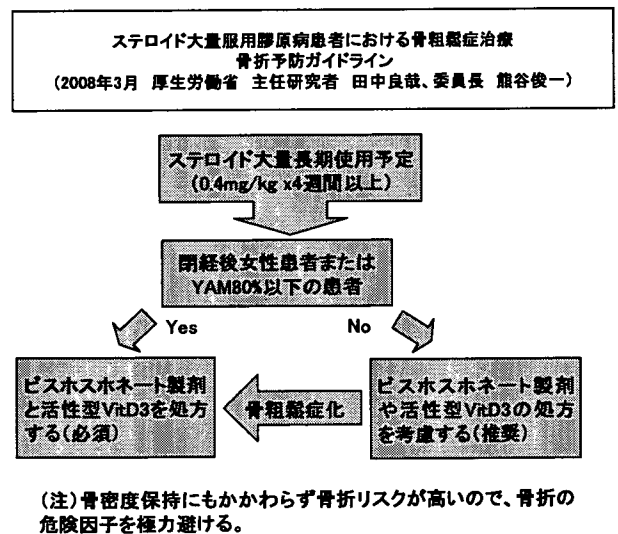 ステロイド大量服用膠原病患者における骨粗鬆症治療
骨折予防ガイドライン
(2008年3月 厚生労働省 主任研究者 田中良哉、委員長 熊谷俊一)
ステロイド大量長期使用予定
(0.4mg/kg x4週間以上)
閉経後女性患者または
YAM80%以下の患者
Yes
No
ビスホスホネート製剤
と活性型VitD3を処方
する(必須)
骨粗鬆症化
ビスホスホネート製剤
や活性型VitD3の処方
を考慮する(推奨)
(注)骨密度保持にもかかわらず骨折リスクが高いので、骨折の
危険因子を極力避ける。